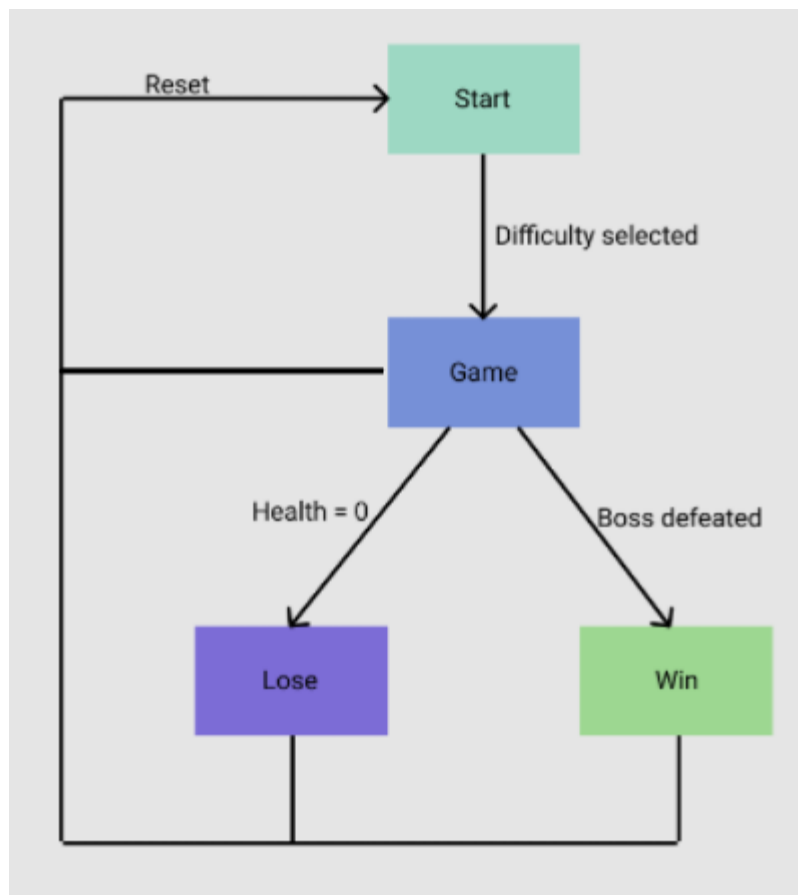 Reset
Start
Difficulty selected
Game
Health = 0
Boss defeated
Lose
Win